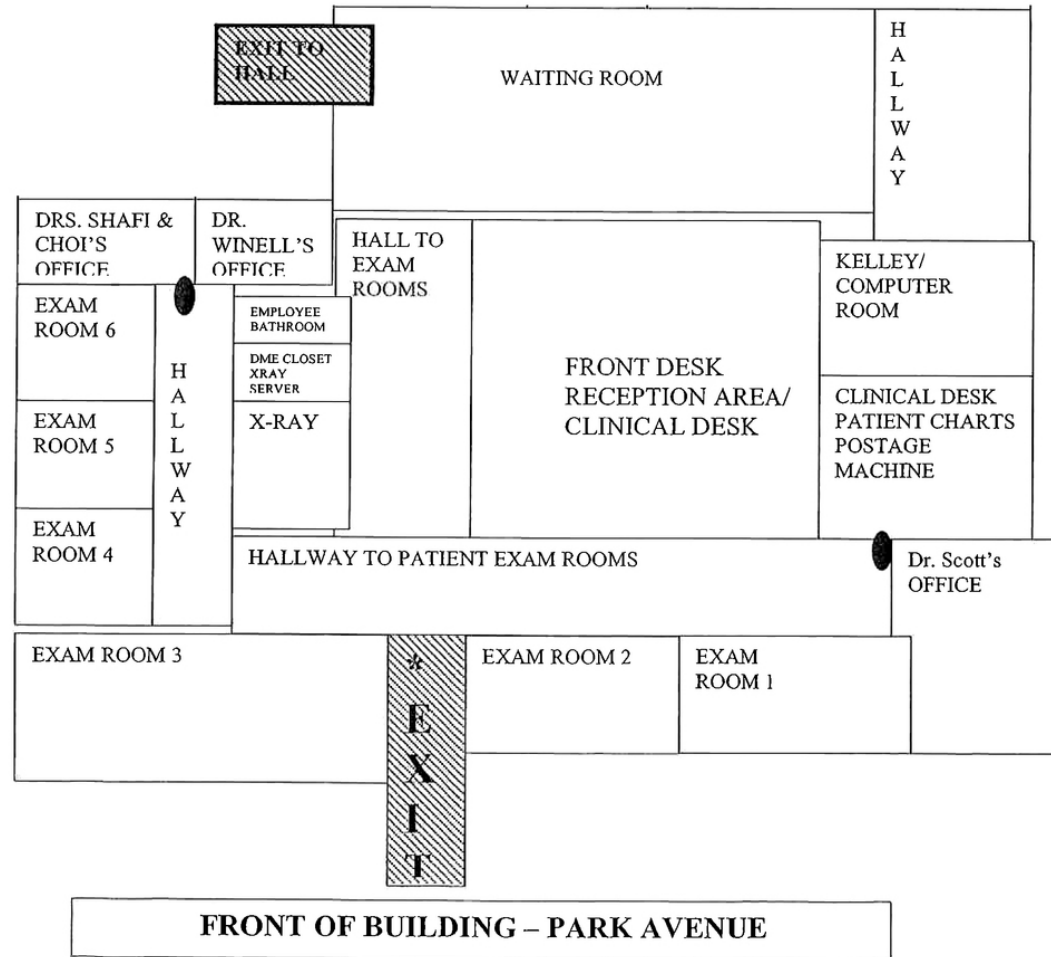 EXIT TO
HALL
WAITING ROOM
H
A
L
L
W
A
Y
DRS. SHAFI &
CHOI'S
OFFICE
DR.
WINELL'S
OFFICE
HALL TO
EXAM
ROOMS
KELLEY/
COMPUTER
ROOM
EXAM
ROOM 6
EMPLOYEE
BATHROOM
DME CLOSET
XRAY
SERVER
H
A
L
L
W
A
Y
FRONT DESK
RECEPTION AREA/
CLINICAL DESK
CLINICAL DESK
PATIENT CHARTS
POSTAGE
MACHINE
EXAM
ROOM 5
X-RAY
EXAM
ROOM 4
HALLWAY TO PATIENT EXAM ROOMS
Dr. Scott's
OFFICE
EXAM ROOM 3
*
E
X
I
T
EXAM ROOM 2
EXAM
ROOM 1
FRONT OF BUILDING – PARK AVENUE